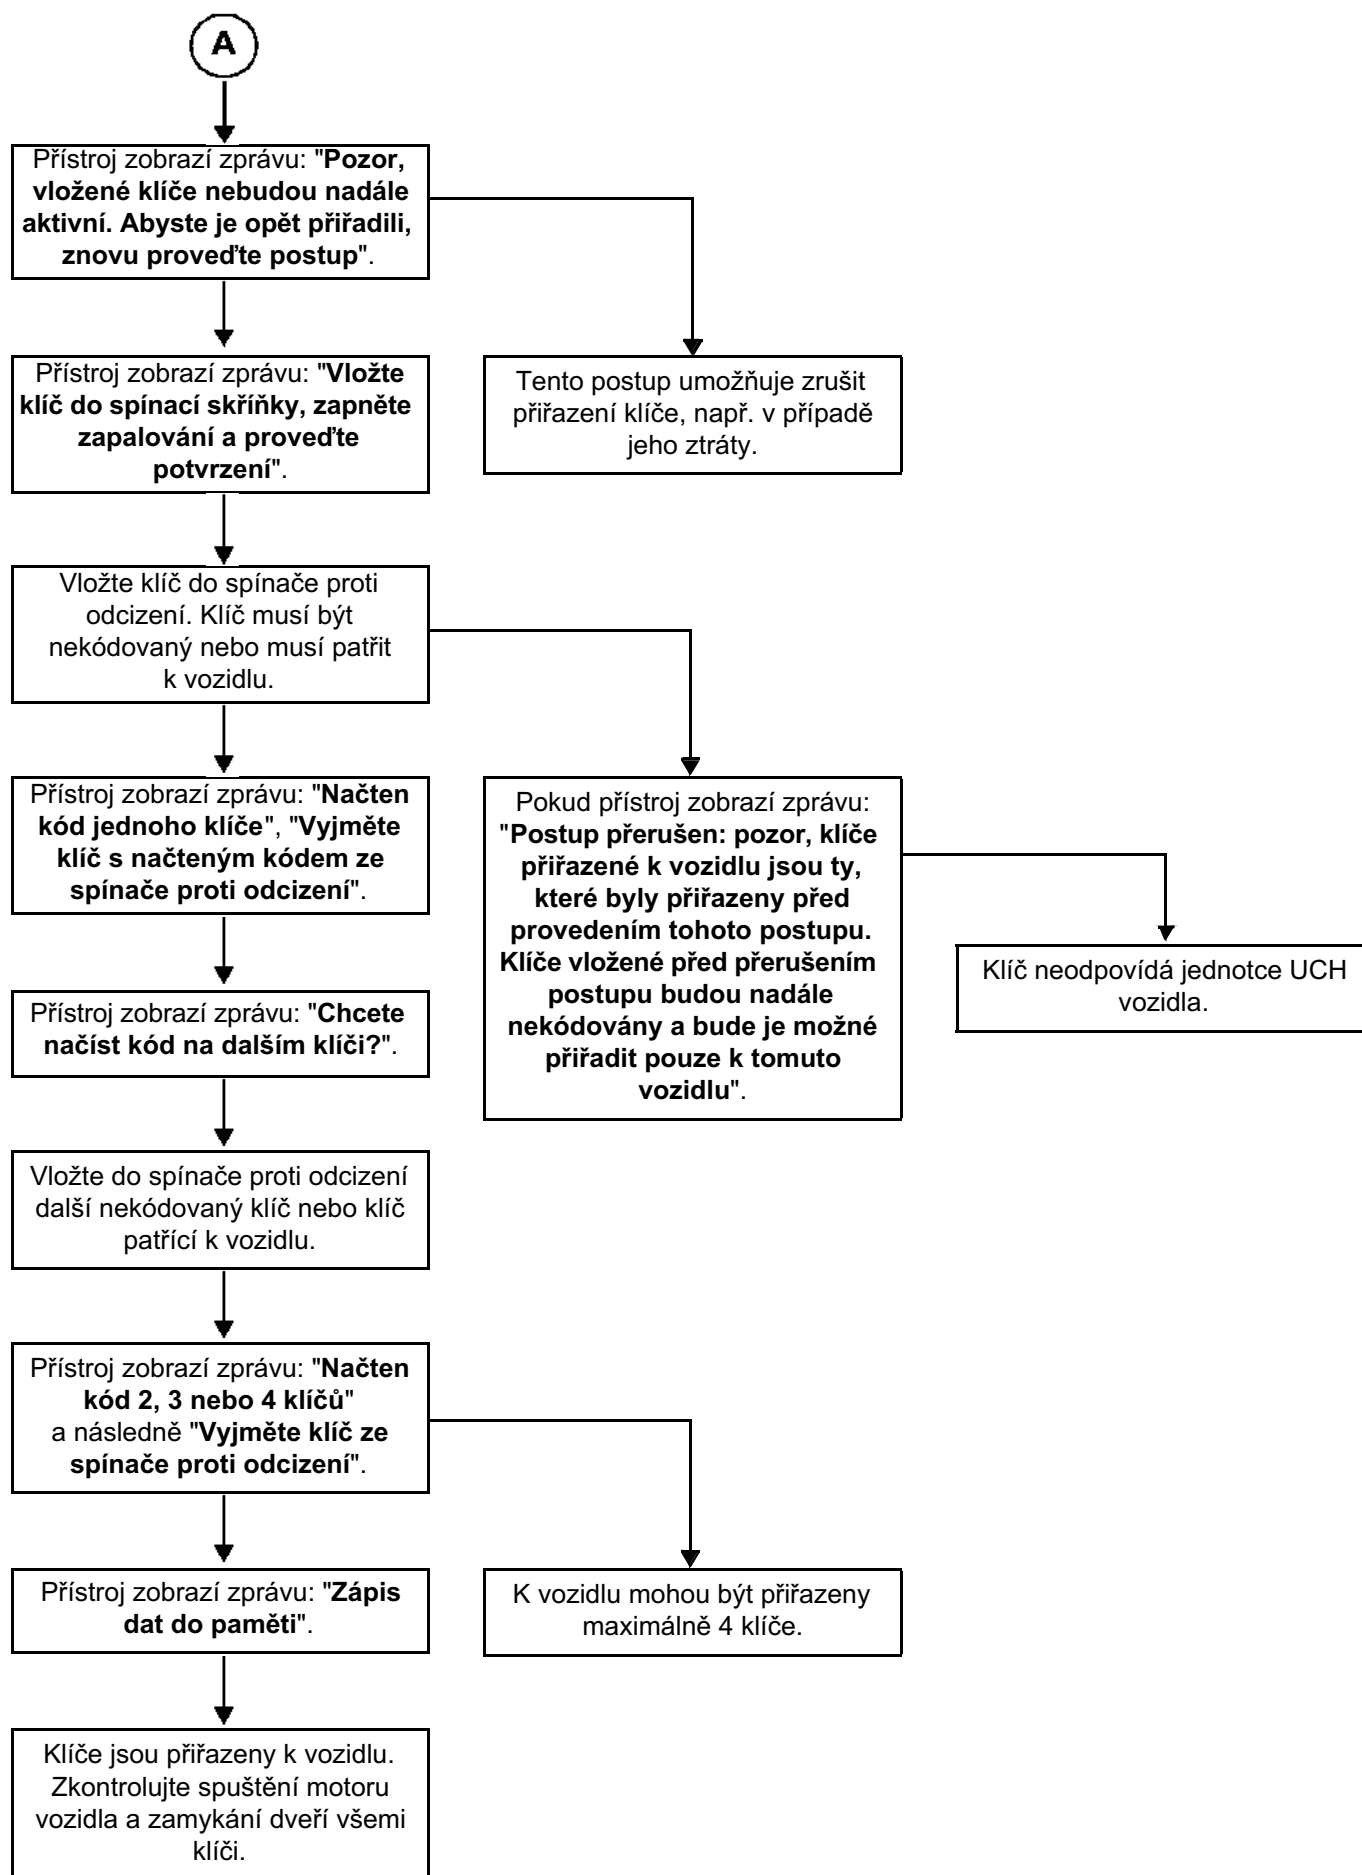 A
Přístroj zobrazí zprávu: "Pozor,
vložené klíče nebudou nadále
aktivní. Abyste je opět přiřadili,
znovu proveďte postup".
Přístroj zobrazí zprávu: "Vložte
klíč do spínací skříňky, zapněte
zapalování a proveďte
potvrzení".
Tento postup umožňuje zrušit
přiřazení klíče, např. v případě
jeho ztráty.
Vložte klíč do spínače proti
odcizení. Klíč musí být
nekódovaný nebo musí patřit
k vozidlu.
Přístroj zobrazí zprávu: "Načten
kód jednoho klíče", "Vyjměte
klíč s načteným kódem ze
spínače proti odcizení".
Pokud přístroj zobrazí zprávu:
"Postup přerušen: pozor, klíče
přiřazené k vozidlu jsou ty,
které byly přiřazeny před
provedením tohoto postupu.
Klíče vložené před přerušením
postupu budou nadále
nekódovány a bude je možné
přiřadit pouze k tomuto
vozidlu".
Klíč neodpovídá jednotce UCH
vozidla.
Přístroj zobrazí zprávu: "Chcete
načíst kód na dalším klíči?".
Vložte do spínače proti odcizení
další nekódovaný klíč nebo klíč
patřící k vozidlu.
Přístroj zobrazí zprávu: "Načten
kód 2, 3 nebo 4 klíčů"
a následně "Vyjměte klíč ze
spínače proti odcizení".
Přístroj zobrazí zprávu: "Zápis
dat do paměti".
K vozidlu mohou být přiřazeny
maximálně 4 klíče.
Klíče jsou přiřazeny k vozidlu.
Zkontrolujte spuštění motoru
vozidla a zamykání dveří všemi
klíči.